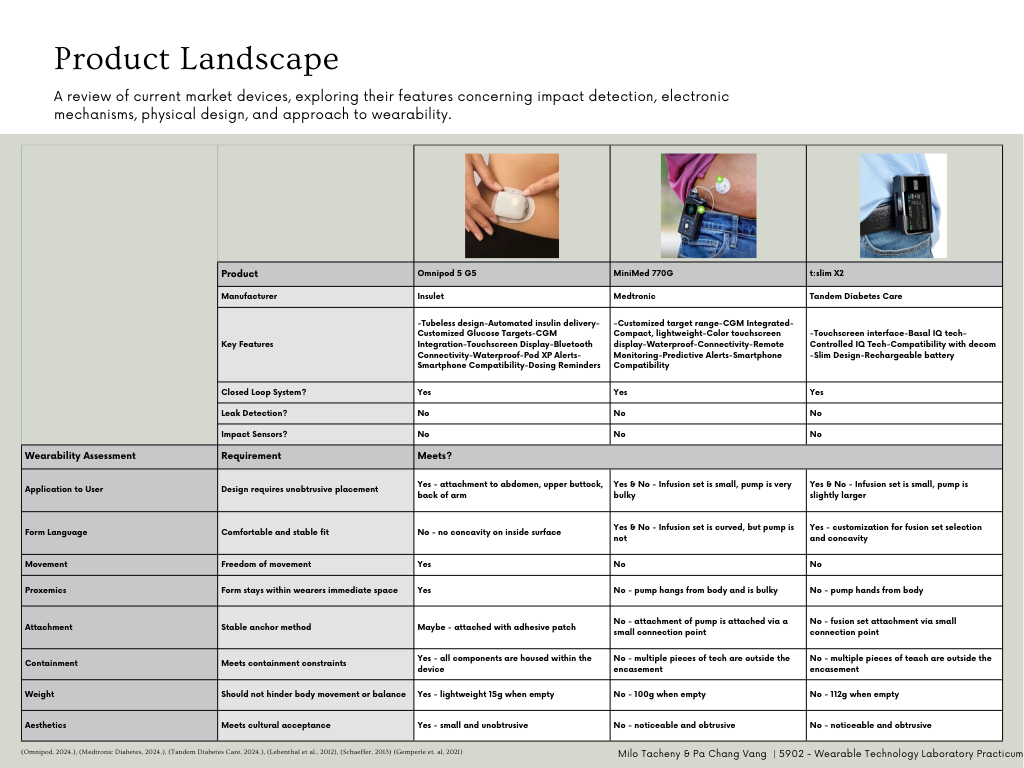 Product Landscape
A review of current market devices, exploring their features concerning impact detection, electronic
mechanisms, physical design, and approach to wearability.
Product
Omnipod 5 G5
MiniMed 770G
t:slim X2
Manufacturer
Insulet
Medtronic
Tandem Diabetes Care
Key Features
-Tubeless design-Automated insulin delivery-
Customized Glucose Targets-CGM
Integration-Touchscreen Display-Bluetooth
Connectivity-Waterproof-Pod XP Alerts-
Smartphone Compatibility-Dosing Reminders
-Customized target range-CGM Integrated-
Compact, lightweight-Color touchscreen
display-Waterproof-Connectivity-Remote
Monitoring-Predictive Alerts-Smartphone
Compatibility
-Touchscreen interface-Basal IQ tech-
Controlled IQ Tech-Compatibility with decom
-Slim Design-Rechargeable battery
Closed Loop System?
Yes
Yes
Yes
Leak Detection?
No
No
No
Impact Sensors?
No
No
No
Wearability Assessment
Requirement
Meets?
Application to User
Design requires unobtrusive placement
Yes - attachment to abdomen, upper buttock,
back of arm
Yes & No - Infusion set is small, pump is very
bulky
Yes & No - Infusion set is small, pump is
slightly larger
Form Language
Comfortable and stable fit
No - no concavity on inside surface
Yes & No - Infusion set is curved, but pump is
not
Yes - customization for fusion set selection
and concavity
Movement
Freedom of movement
Yes
No
No
Proxemics
Form stays within wearers immediate space
Yes
No - pump hangs from body and is bulky
No - pump hands from body
Attachment
Stable anchor method
Maybe - attached with adhesive patch
No - attachment of pump is attached via a
small connection point
No - fusion set attachment via small
connection point
Containment
Meets containment constraints
Yes - all components are housed within the
device
No - multiple pieces of tech are outside the
encasement
No - multiple pieces of teach are outside the
encasement
Weight
Should not hinder body movement or balance
Yes - lightweight 15g when empty
No - 100g when empty
No - 112g when empty
Aesthetics
Meets cultural acceptance
Yes - small and unobtrusive
No - noticeable and obtrusive
No - noticeable and obtrusive
(Omnipod, 2024.), (Medtronic Diabetes, 2024.), (Tandem Diabetes Care, 2024.), (Lebenthal et al., 2012), (Schaeffer, 2013) (Gemperle et. al, 2021)
Milo Tacheny & Pa Chang Vang | 5902 - Wearable Technology Laboratory Practicum